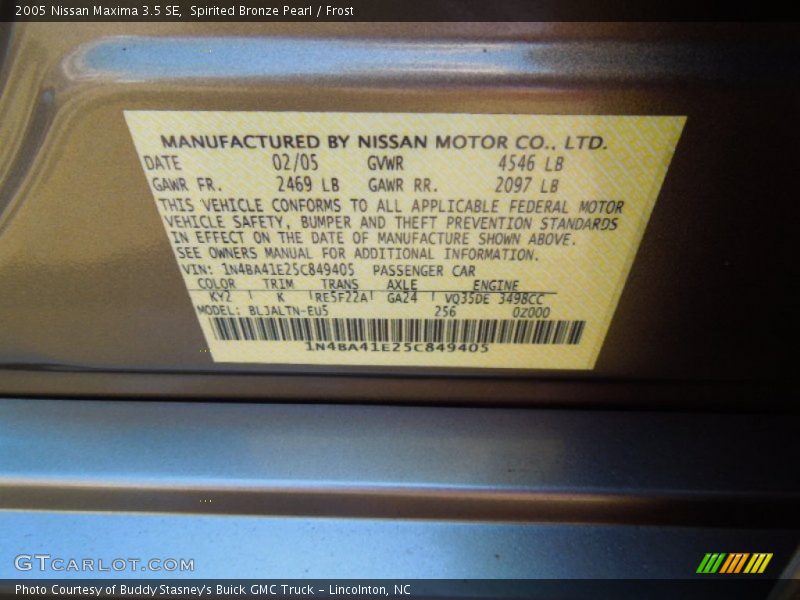 2005 Nissan Maxima 3.5 SE, Spirited Bronze Pearl / Frost
MANUFACTURED BY NISSAN MOTOR CO., LTD.
DATE 02/05 GVWR 4546 LB
GAWR FR. 2469 LB GAWR RR. 2097 LB
THIS VEHICLE CONFORMS TO ALL APPLICABLE FEDERAL MOTOR
VEHICLE SAFETY, BUMPER AND THEFT PREVENTION STANDARDS
IN EFFECT ON THE DATE OF MANUFACTURE SHOWN ABOVE.
SEE OWNERS MANUAL FOR ADDITIONAL INFORMATION.
VIN: 1N4BA41E25C849405 PASSENGER CAR
COLOR TRIM TRANS AXLE ENGINE
KY2 K RE5F22A GA24 VQ35DE 3498CC
MODEL: BLJALTN-EU5 256 0Z000
1N4BA41E25C849405
GTCARLOT.COM
Photo Courtesy of Buddy Stasney's Buick GMC Truck - Lincolnton, NC